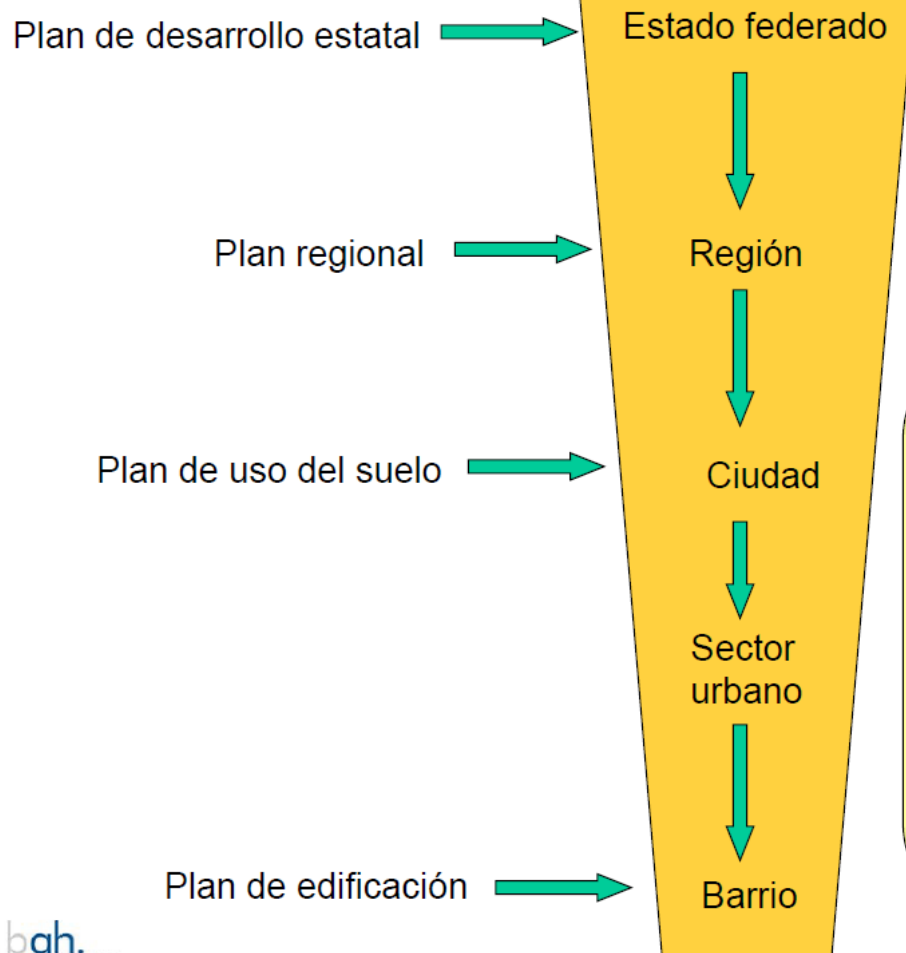 Plan de desarrollo estatal
Estado federado
Plan regional
Región
Plan de uso del suelo
Ciudad
Sector
urbano
Plan de edificación
Barrio
bgh.